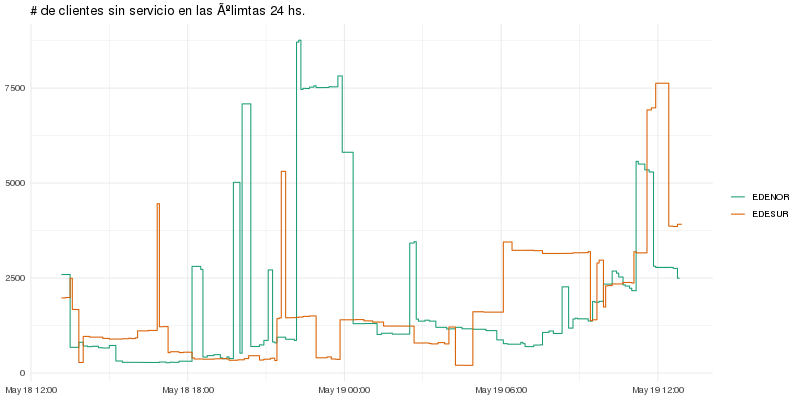 # de clientes sin servicio en las Ãºlimtas 24 hs.
7500
5000
2500
0
May 18 12:00
May 18 18:00
May 19 00:00
May 19 06:00
May 19 12:00
EDENOR
EDESUR